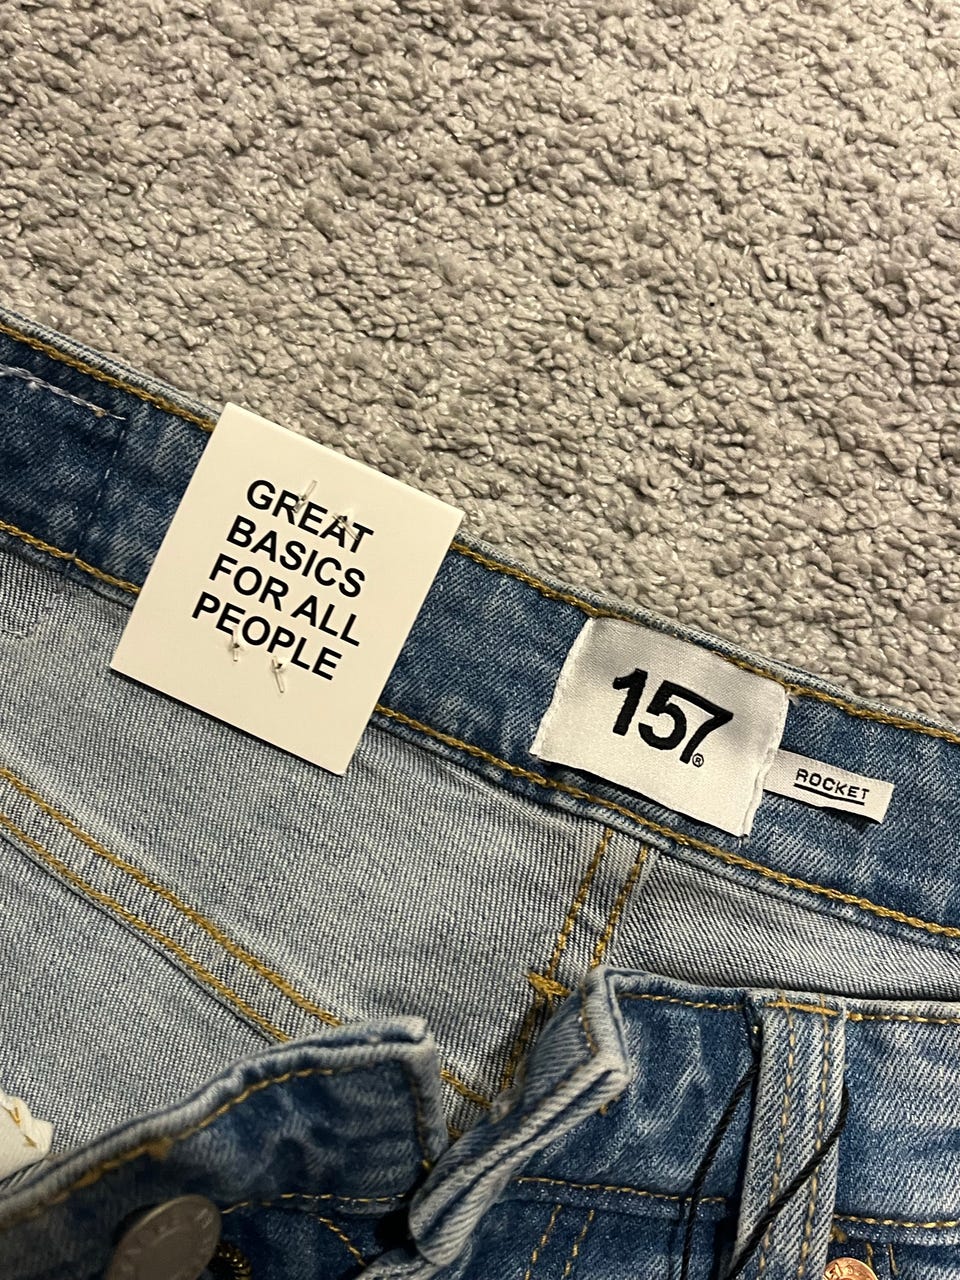 GREAT
BASICS
FOR ALL
PEOPLE
157®
ROCKET